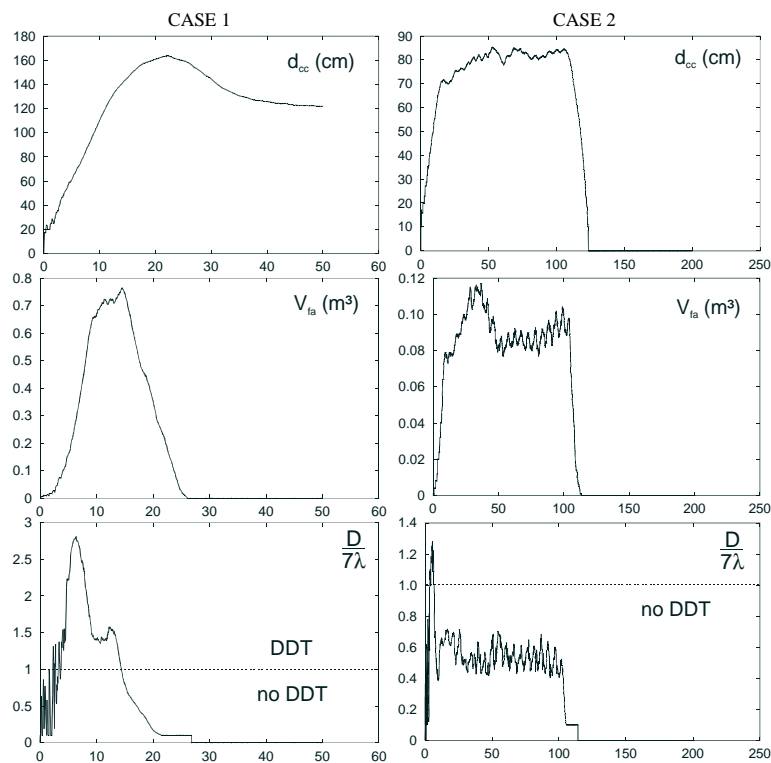 CASE 1
CASE 2
180
160
140
120
100
80
60
40
20
0
d_cc (cm)
0 10 20 30 40 50 60
90
80
70
60
50
40
30
20
10
0
d_cc (cm)
0 50 100 150 200 250
0.8
0.7
0.6
0.5
0.4
0.3
0.2
0.1
0
V_fa (m³)
0 10 20 30 40 50 60
0.12
0.10
0.08
0.06
0.04
0.02
0
V_fa (m³)
0 50 100 150 200 250
3
2.5
2
1.5
1
0.5
0
D
7λ
DDT
no DDT
0 10 20 30 40 50 60
1.4
1.2
1.0
0.8
0.6
0.4
0.2
0
D
7λ
no DDT
0 50 100 150 200 250